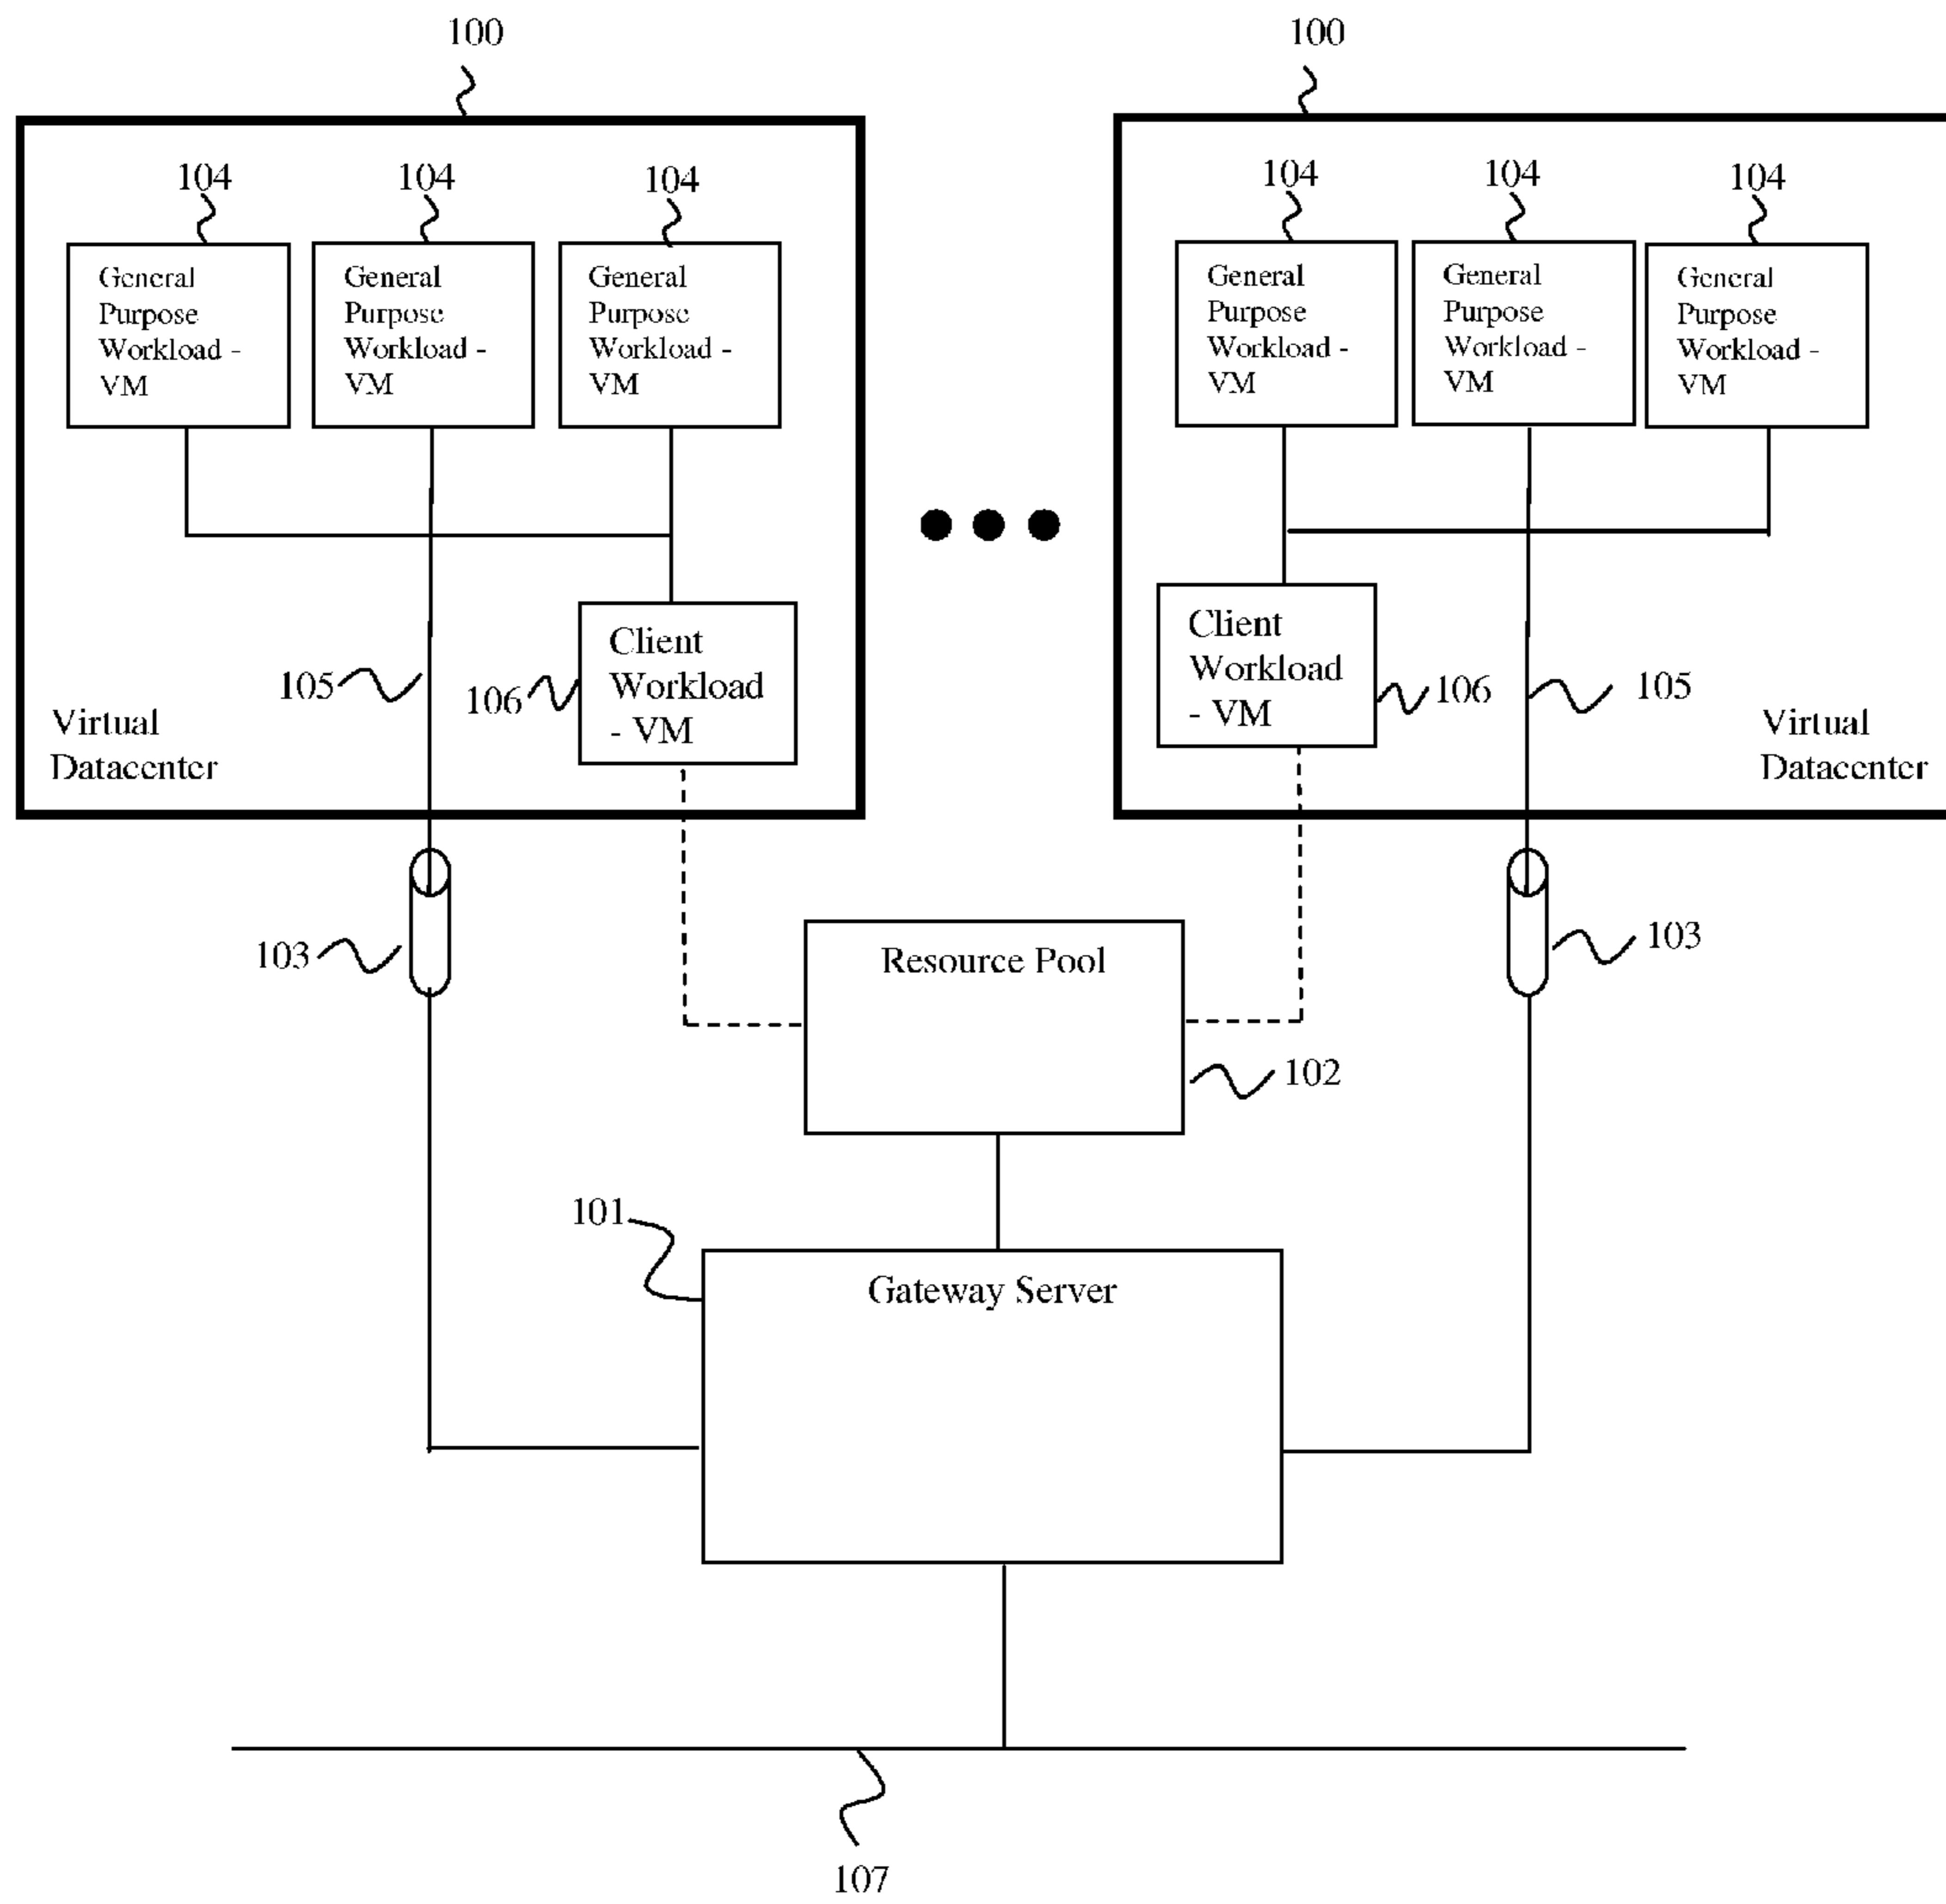 100
100
104
104
104
104
104
104
General
Purpose
Workload -
VM
General
Purpose
Workload -
VM
General
Purpose
Workload -
VM
General
Purpose
Workload -
VM
General
Purpose
Workload -
VM
General
Purpose
Workload -
VM
105
106
Client
Workload
- VM
Virtual
Datacenter
Client
Workload
- VM
106
105
Virtual
Datacenter
103
Resource Pool
103
102
101
Gateway Server
107